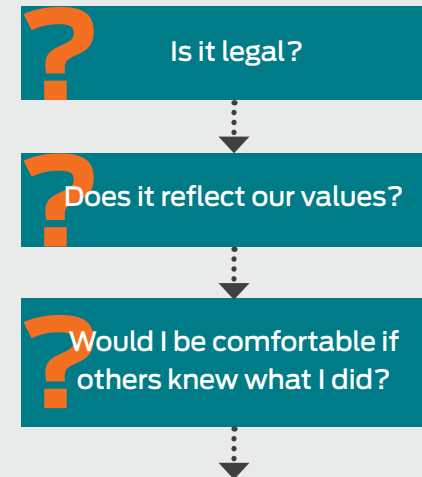 ? Is it legal?
? Does it reflect our values?
? Would I be comfortable if
others knew what I did?